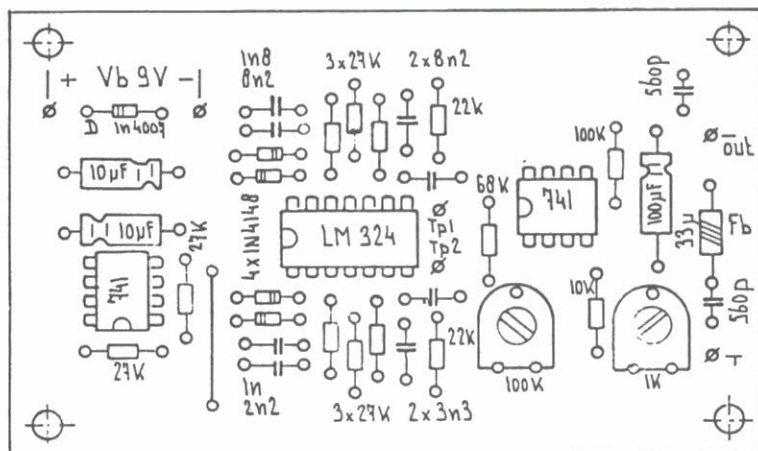 + Vb 9V -
D 1n4007
10µF
10µF
27K
741
27K
1n8
8n2
3x27K
2x8n2
22K
4x1N4148
LM 324
Tp1
Tp2
68K
741
100K
560p
out
100µF
33µ
Fb
560p
1n
2n2
3x27K
22K
2x3n3
100K
10K
1K